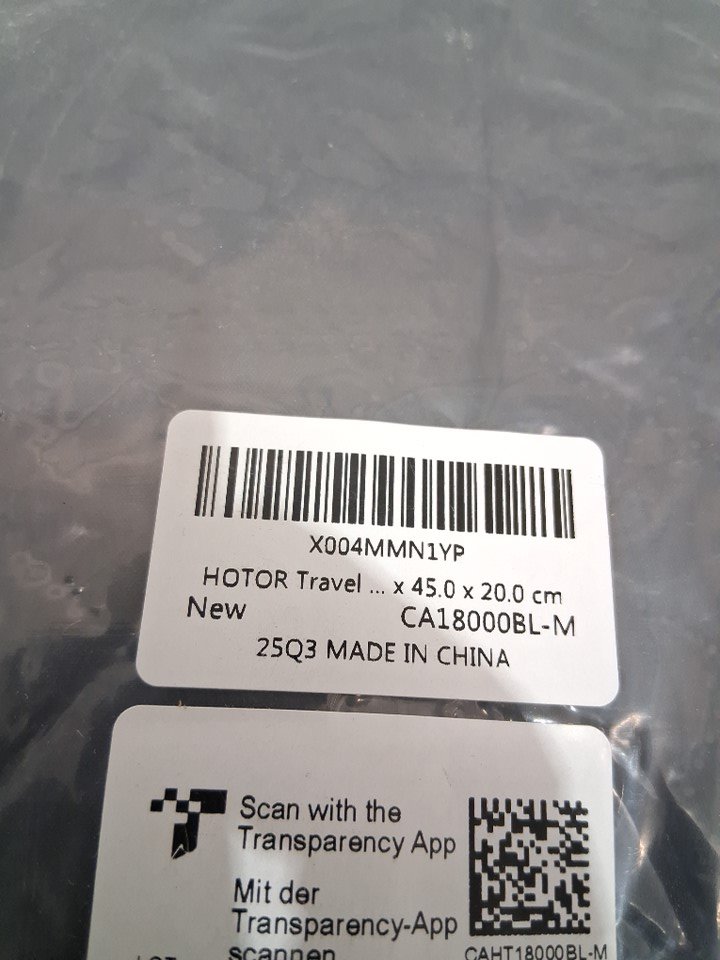 X004MMN1YP
HOTOR Travel ... x 45.0 x 20.0 cm
New CA18000BL-M
25Q3 MADE IN CHINA
Scan with the
Transparency App
Mit der
Transparency-App
scannen
CAHT18000BL-M